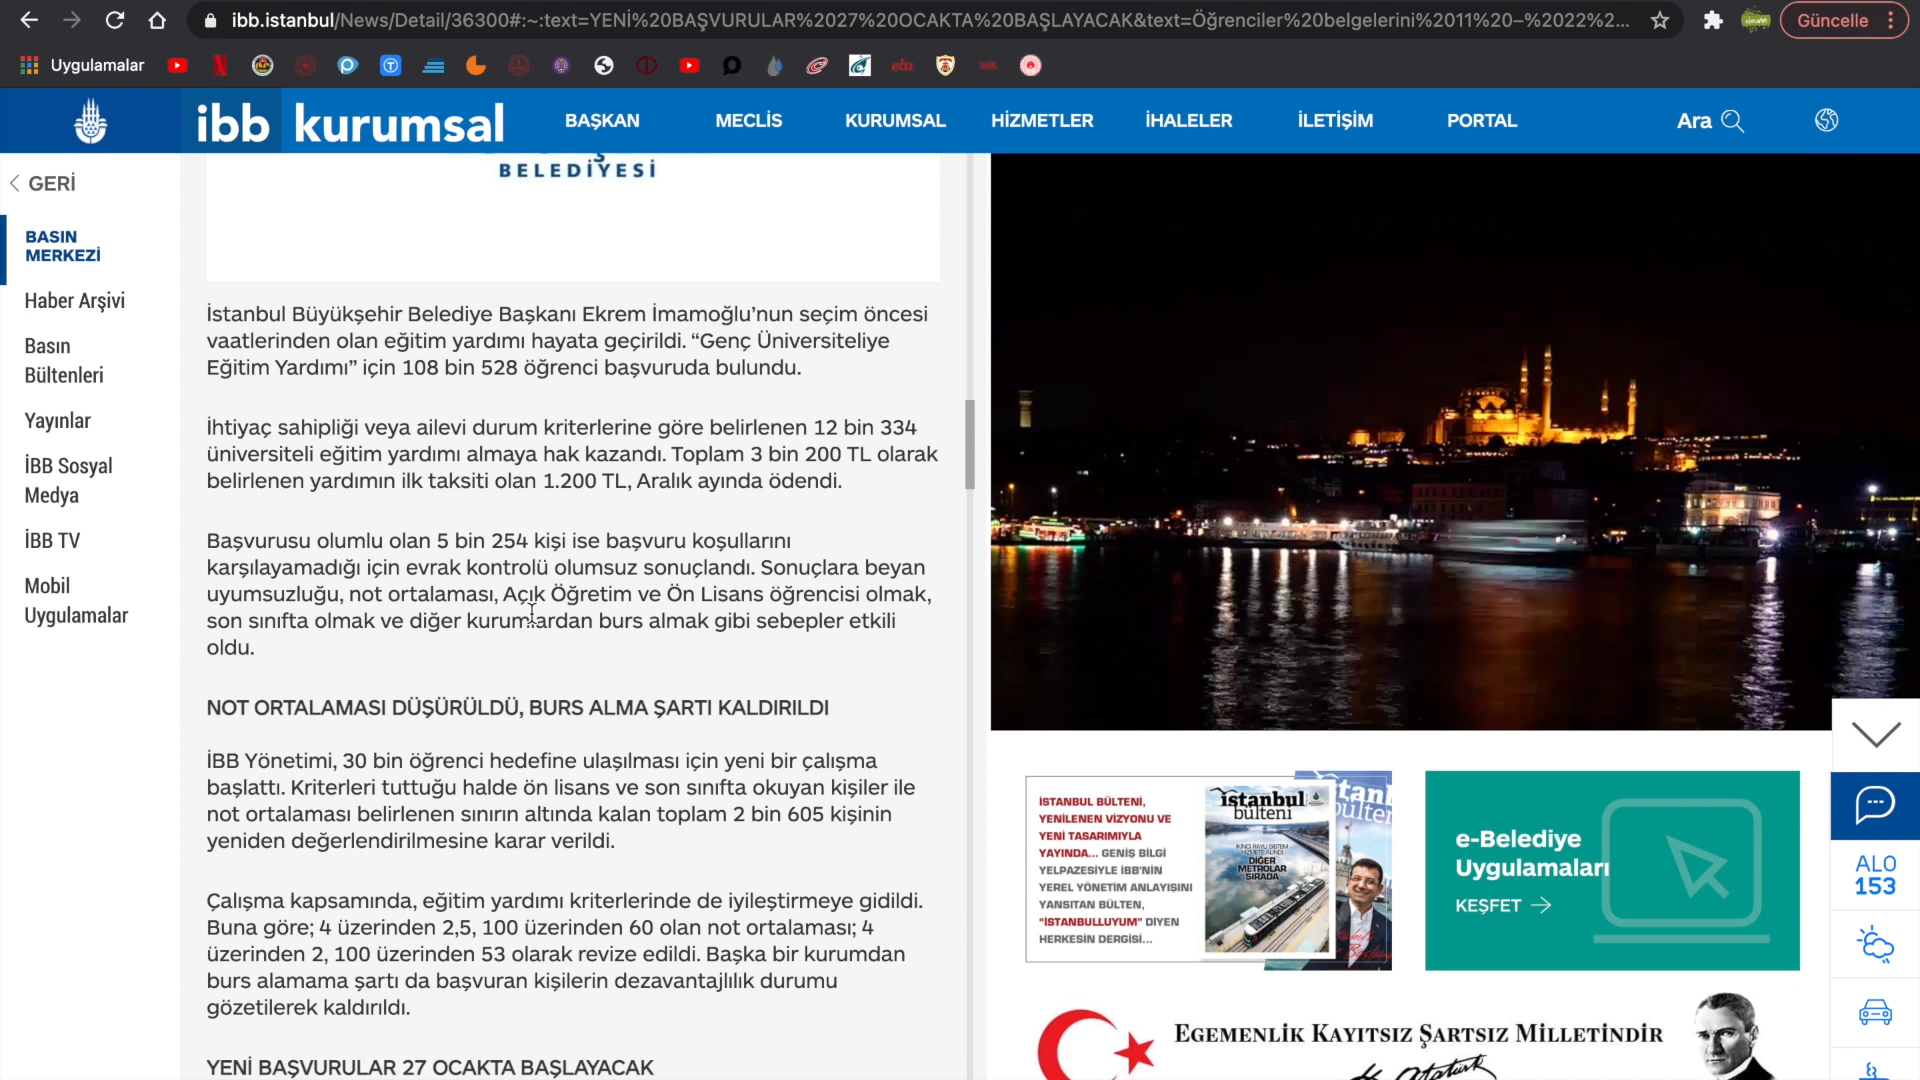 ibb.istanbul/News/Detail/36300#:~:text=YENİ%20BAŞVURULAR%2027%20OCAKTA%20BAŞLAYACAK&text=Öğrenciler%20belgelerini%2011%20–%2022%2...
Güncelle
Uygulamalar
eba
ibb kurumsal
BAŞKAN
MECLİS
KURUMSAL
HİZMETLER
İHALELER
İLETİŞİM
PORTAL
Ara
GERİ
BASIN
MERKEZİ
Haber Arşivi
Basın
Bültenleri
Yayınlar
İBB Sosyal
Medya
İBB TV
Mobil
Uygulamalar
BELEDİYESİ
İstanbul Büyükşehir Belediye Başkanı Ekrem İmamoğlu’nun seçim öncesi
vaatlerinden olan eğitim yardımı hayata geçirildi. “Genç Üniversiteliye
Eğitim Yardımı” için 108 bin 528 öğrenci başvuruda bulundu.
İhtiyaç sahipliği veya ailevi durum kriterlerine göre belirlenen 12 bin 334
üniversiteli eğitim yardımı almaya hak kazandı. Toplam 3 bin 200 TL olarak
belirlenen yardımın ilk taksiti olan 1.200 TL, Aralık ayında ödendi.
Başvurusu olumlu olan 5 bin 254 kişi ise başvuru koşullarını
karşılayamadığı için evrak kontrolü olumsuz sonuçlandı. Sonuçlara beyan
uyumsuzluğu, not ortalaması, Açık Öğretim ve Ön Lisans öğrencisi olmak,
son sınıfta olmak ve diğer kurumlardan burs almak gibi sebepler etkili
oldu.
NOT ORTALAMASI DÜŞÜRÜLDÜ, BURS ALMA ŞARTI KALDIRILDI
İBB Yönetimi, 30 bin öğrenci hedefine ulaşılması için yeni bir çalışma
başlattı. Kriterleri tuttuğu halde ön lisans ve son sınıfta okuyan kişiler ile
not ortalaması belirlenen sınırın altında kalan toplam 2 bin 605 kişinin
yeniden değerlendirilmesine karar verildi.
Çalışma kapsamında, eğitim yardımı kriterlerinde de iyileştirmeye gidildi.
Buna göre; 4 üzerinden 2,5, 100 üzerinden 60 olan not ortalaması; 4
üzerinden 2, 100 üzerinden 53 olarak revize edildi. Başka bir kurumdan
burs alamama şartı da başvuran kişilerin dezavantajlılık durumu
gözetilerek kaldırıldı.
YENİ BAŞVURULAR 27 OCAKTA BAŞLAYACAK
İSTANBUL BÜLTENİ,
YENİLENEN VİZYONU VE
YENİ TASARIMIYLA
YAYINDA... GENİŞ BİLGİ
YELPAZESİYLE İBB'NİN
YEREL YÖNETİM ANLAYIŞINI
YANSITAN BÜLTEN,
“İSTANBULLUYUM” DİYEN
HERKESİN DERGİSİ...
istanbul
bülteni
DİĞER
METROLAR
SIRADA
e-Belediye
Uygulamaları
KEŞFET
ALO
153
EGEMENLİK KAYITSIZ ŞARTSIZ MİLLETİNDİR